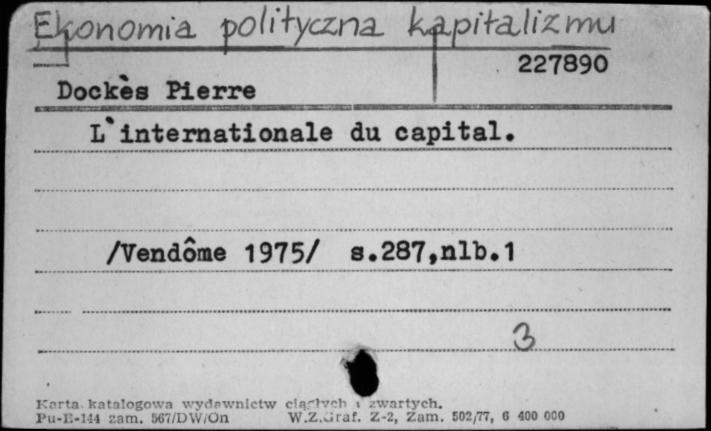 Ekonomia polityczna kapitalizmu
227890
Dockès Pierre
L`internationale du capital.
/Vendôme 1975/ s.287,nlb.1
3
Karta katalogowa wydawnictw ciągłych i zwartych.
Pu-E-144 zam. 567/DW/On W.Z.Graf. Z-2, Zam. 502/77, 6 400 000